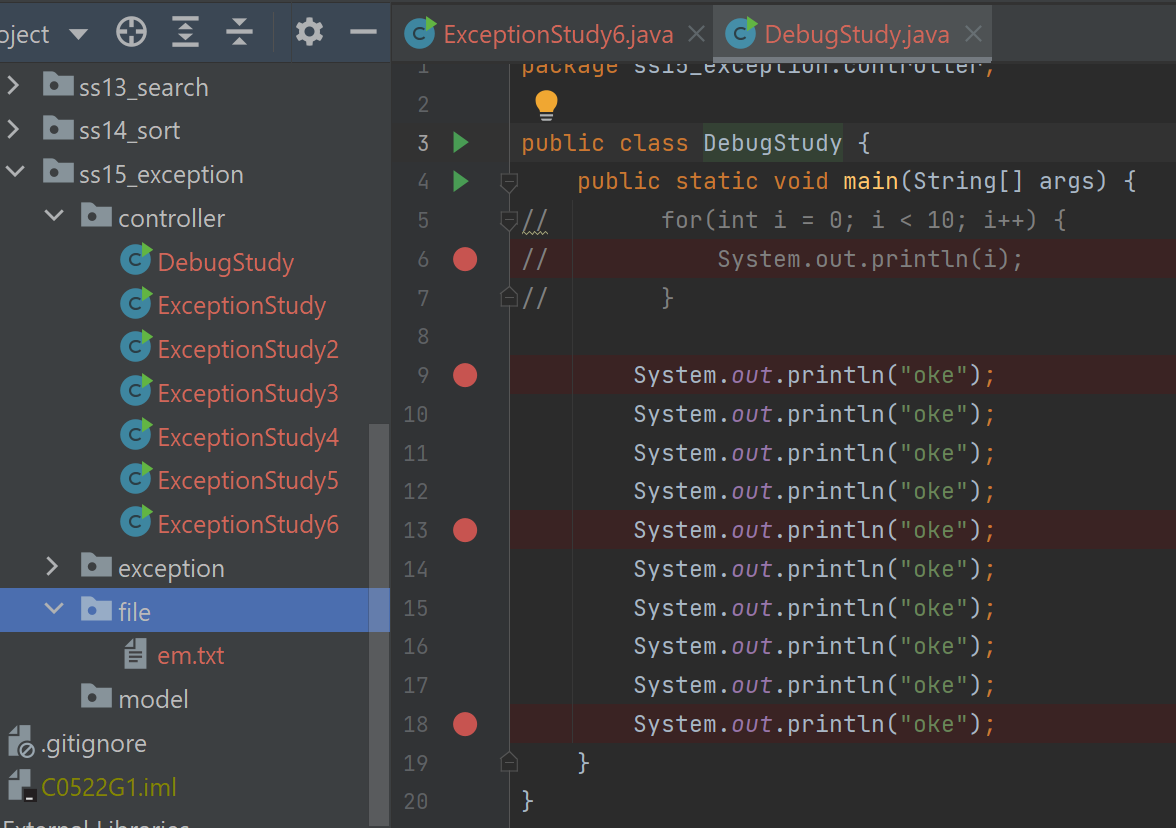 oject
ss13_search
ss14_sort
ss15_exception
controller
DebugStudy
ExceptionStudy
ExceptionStudy2
ExceptionStudy3
ExceptionStudy4
ExceptionStudy5
ExceptionStudy6
exception
file
em.txt
model
.gitignore
C0522G1.iml
External Libraries
ExceptionStudy6.java
DebugStudy.java
1 package ss15_exception.controller;
2
3 public class DebugStudy {
4 public static void main(String[] args) {
5 // for(int i = 0; i < 10; i++) {
6 // System.out.println(i);
7 // }
8
9 System.out.println("oke");
10 System.out.println("oke");
11 System.out.println("oke");
12 System.out.println("oke");
13 System.out.println("oke");
14 System.out.println("oke");
15 System.out.println("oke");
16 System.out.println("oke");
17 System.out.println("oke");
18 System.out.println("oke");
19 }
20 }